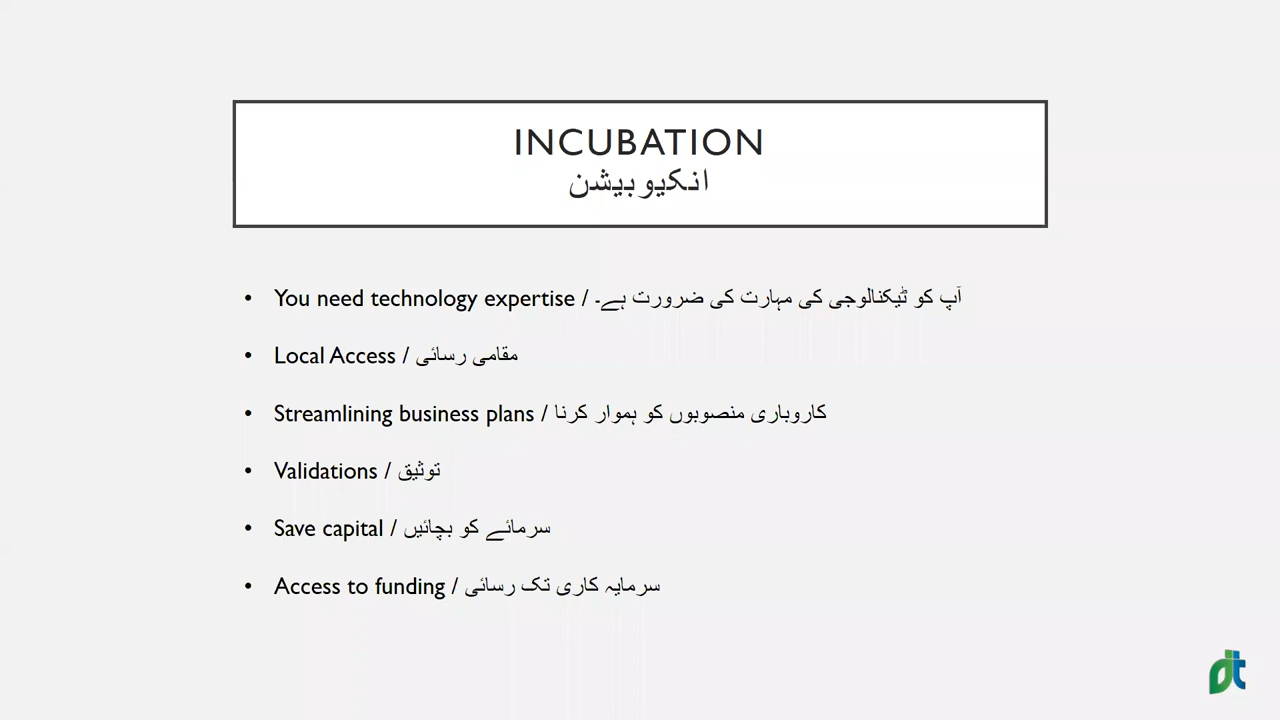 INCUBATION
انکیوبیشن
• You need technology expertise / آپ کو ٹیکنالوجی کی مہارت کی ضرورت ہے۔
• Local Access / مقامی رسائی
• Streamlining business plans / کاروباری منصوبوں کو ہموار کرنا
• Validations / توثیق
• Save capital / سرمائے کو بچائیں
• Access to funding / سرمایہ کاری تک رسائی
dt